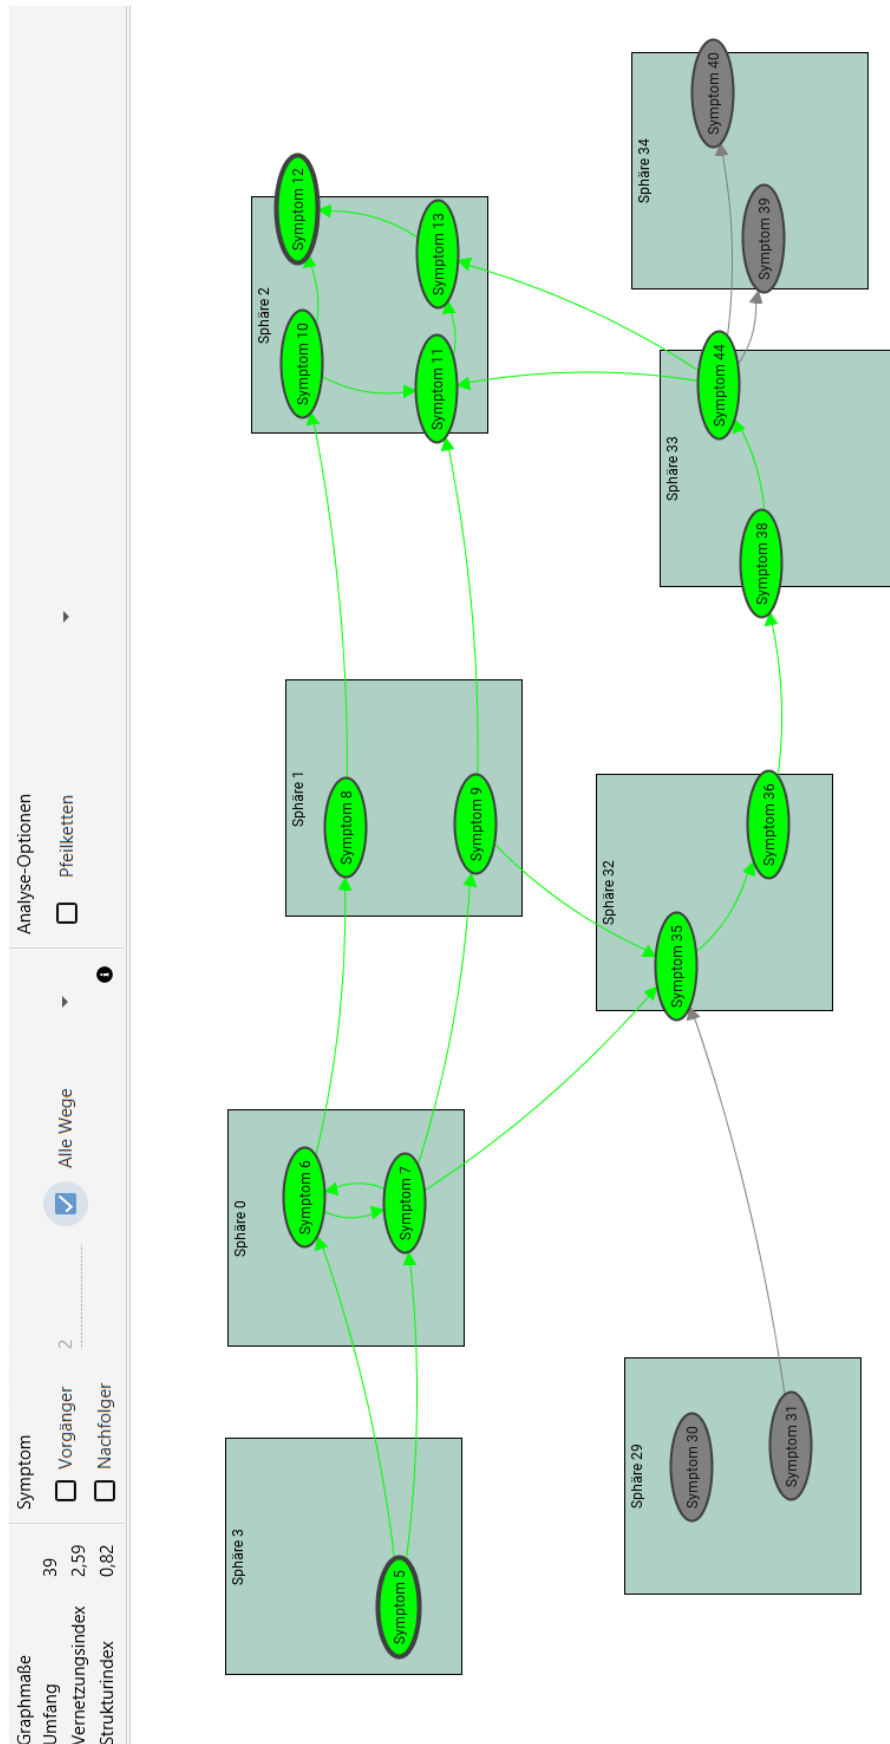 Graphmaße
Umfang 39
Vernetzungsindex 2,59
Strukturindex 0,82
Symptom
Vorgänger 2 Alle Wege
Nachfolger
Analyse-Optionen
Pfeilketten
Sphäre 3
Symptom 5
Sphäre 0
Symptom 6
Symptom 7
Sphäre 1
Symptom 8
Symptom 9
Sphäre 2
Symptom 10
Symptom 12
Symptom 11
Symptom 13
Sphäre 29
Symptom 30
Symptom 31
Sphäre 32
Symptom 35
Symptom 36
Sphäre 33
Symptom 44
Symptom 38
Sphäre 34
Symptom 40
Symptom 39